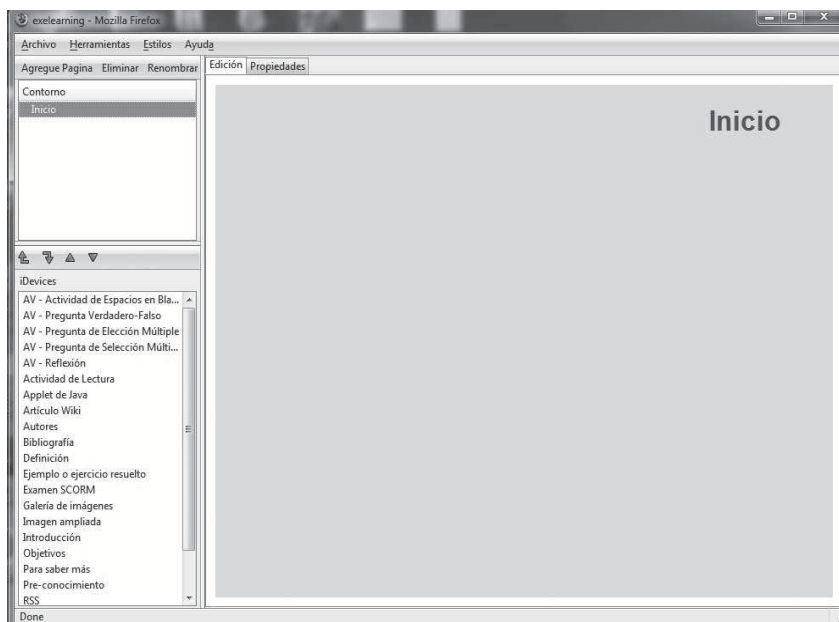 exelearning - Mozilla Firefox
Archivo Herramientas Estilos Ayuda
Agregue Pagina Eliminar Renombrar
Edición Propiedades
Contorno
Inicio
Inicio
iDevices
AV - Actividad de Espacios en Bla...
AV - Pregunta Verdadero-Falso
AV - Pregunta de Elección Múltiple
AV - Pregunta de Selección Múlti...
AV - Reflexión
Actividad de Lectura
Applet de Java
Artículo Wiki
Autores
Bibliografía
Definición
Ejemplo o ejercicio resuelto
Examen SCORM
Galería de imágenes
Imagen ampliada
Introducción
Objetivos
Para saber más
Pre-conocimiento
RSS
Done